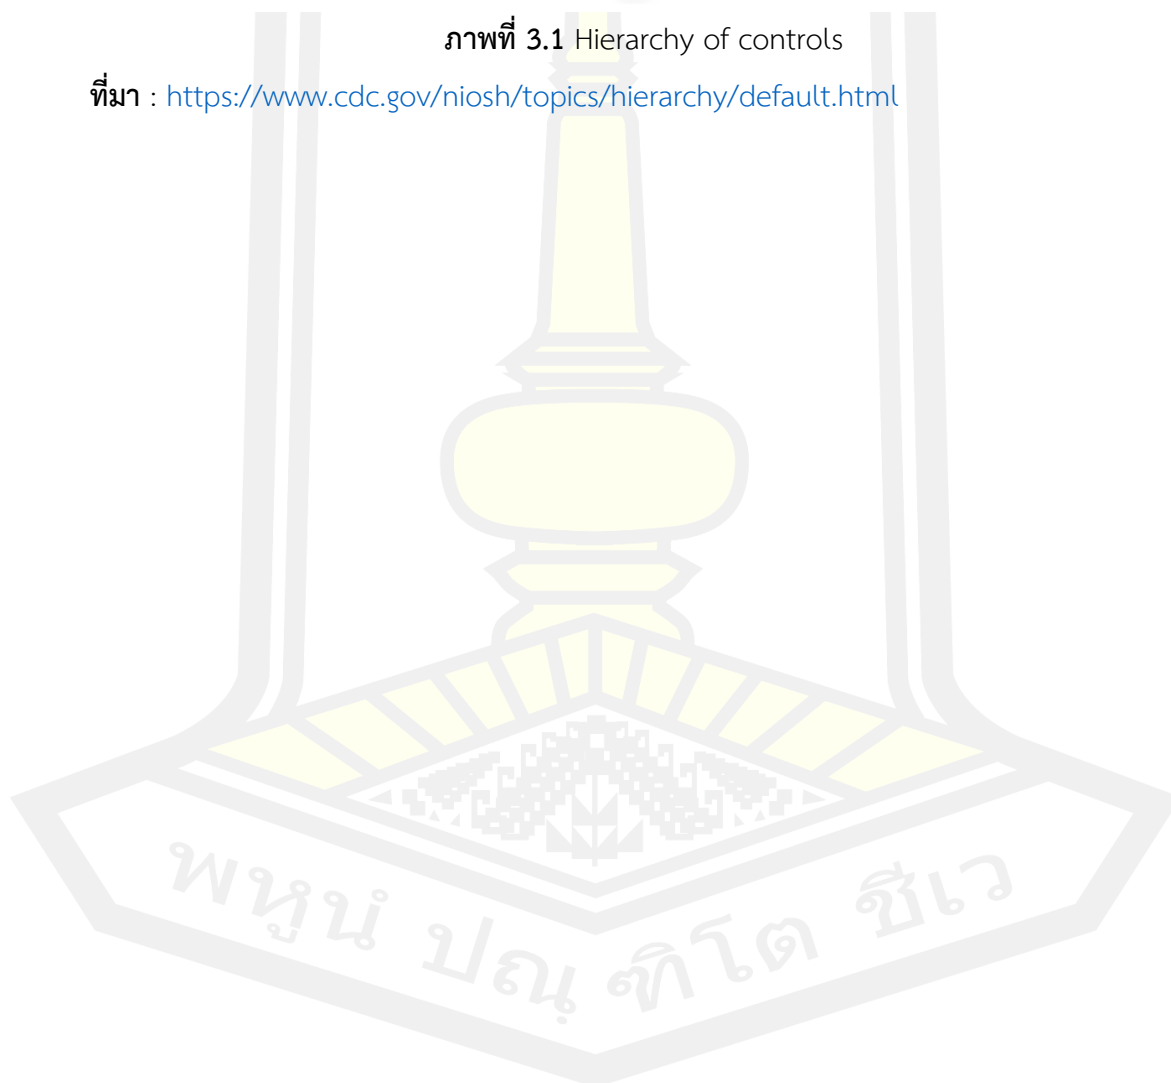 ภาพที่ 3.1 Hierarchy of controls
ที่มา : https://www.cdc.gov/niosh/topics/hierarchy/default.html
พหูนํ ปณฺฑิโต ชีเว